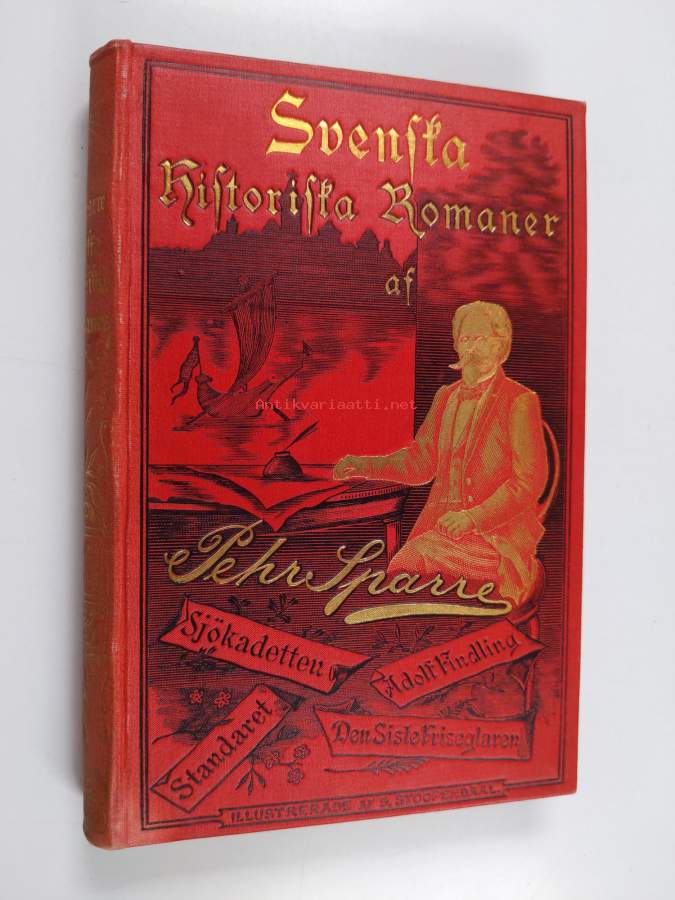 Svenska
Historiska Romaner
af
Antikvariaatti.net
Pehr Sparre
Sjökadetten
Adolf Findling
Standaret
Den Siste Friseglaren
ILLUSTRERADE AF G. STOOPENDAAL.